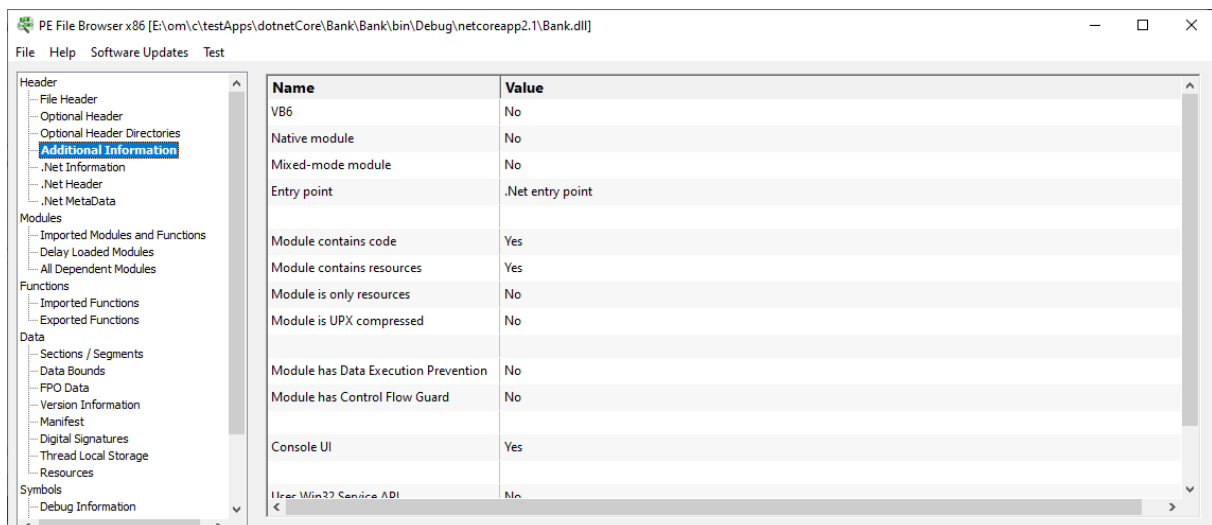 PE File Browser x86 [E:\om\c\testApps\dotnetCore\Bank\Bank\bin\Debug\netcoreapp2.1\Bank.dll]
File Help Software Updates Test
Header
File Header
Optional Header
Optional Header Directories
Additional Information
.Net Information
.Net Header
.Net MetaData
Modules
Imported Modules and Functions
Delay Loaded Modules
All Dependent Modules
Functions
Imported Functions
Exported Functions
Data
Sections / Segments
Data Bounds
FPO Data
Version Information
Manifest
Digital Signatures
Thread Local Storage
Resources
Symbols
Debug Information
Name Value
VB6 No
Native module No
Mixed-mode module No
Entry point .Net entry point
Module contains code Yes
Module contains resources Yes
Module is only resources No
Module is UPX compressed No
Module has Data Execution Prevention No
Module has Control Flow Guard No
Console UI Yes
Uses Win32 Service API No